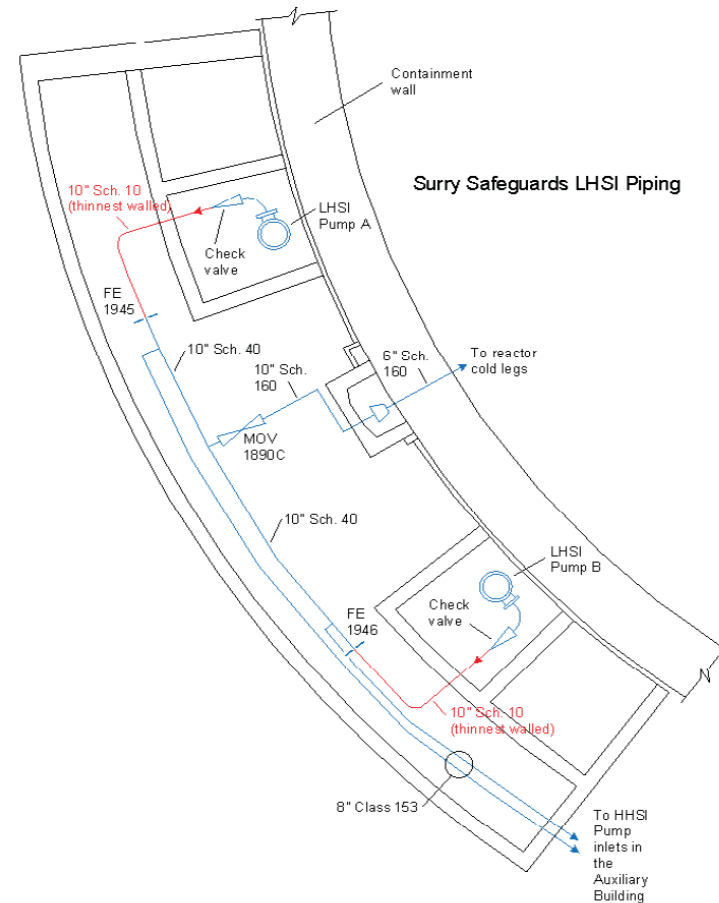 Containment
wall
Surry Safeguards LHSI Piping
10" Sch. 10
(thinnest walled)
LHSI
Pump A
Check
valve
FE
1945
10" Sch. 40
10" Sch.
160
6" Sch.
160
To reactor
cold legs
MOV
1890C
10" Sch. 40
LHSI
Pump B
Check
valve
FE
1946
N
10" Sch. 10
(thinnest walled)
8" Class 153
To HHSI
Pump
inlets in
the
Auxiliary
Building